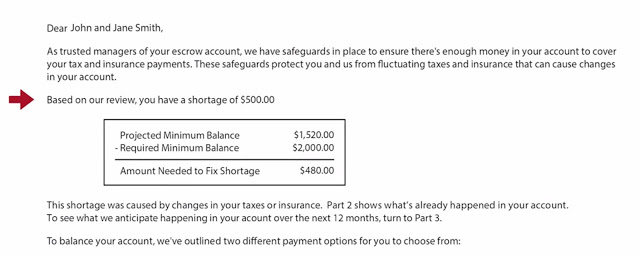 Dear John and Jane Smith,
As trusted managers of your escrow account, we have safeguards in place to ensure there's enough money in your account to cover
your tax and insurance payments. These safeguards protect you and us from fluctuating taxes and insurance that can cause changes
in your account.
Based on our review, you have a shortage of $500.00
Projected Minimum Balance $1,520.00
- Required Minimum Balance $2,000.00
Amount Needed to Fix Shortage $480.00
This shortage was caused by changes in your taxes or insurance. Part 2 shows what's already happened in your account.
To see what we anticipate happening in your acount over the next 12 months, turn to Part 3.
To balance your account, we've outlined two different payment options for you to choose from: